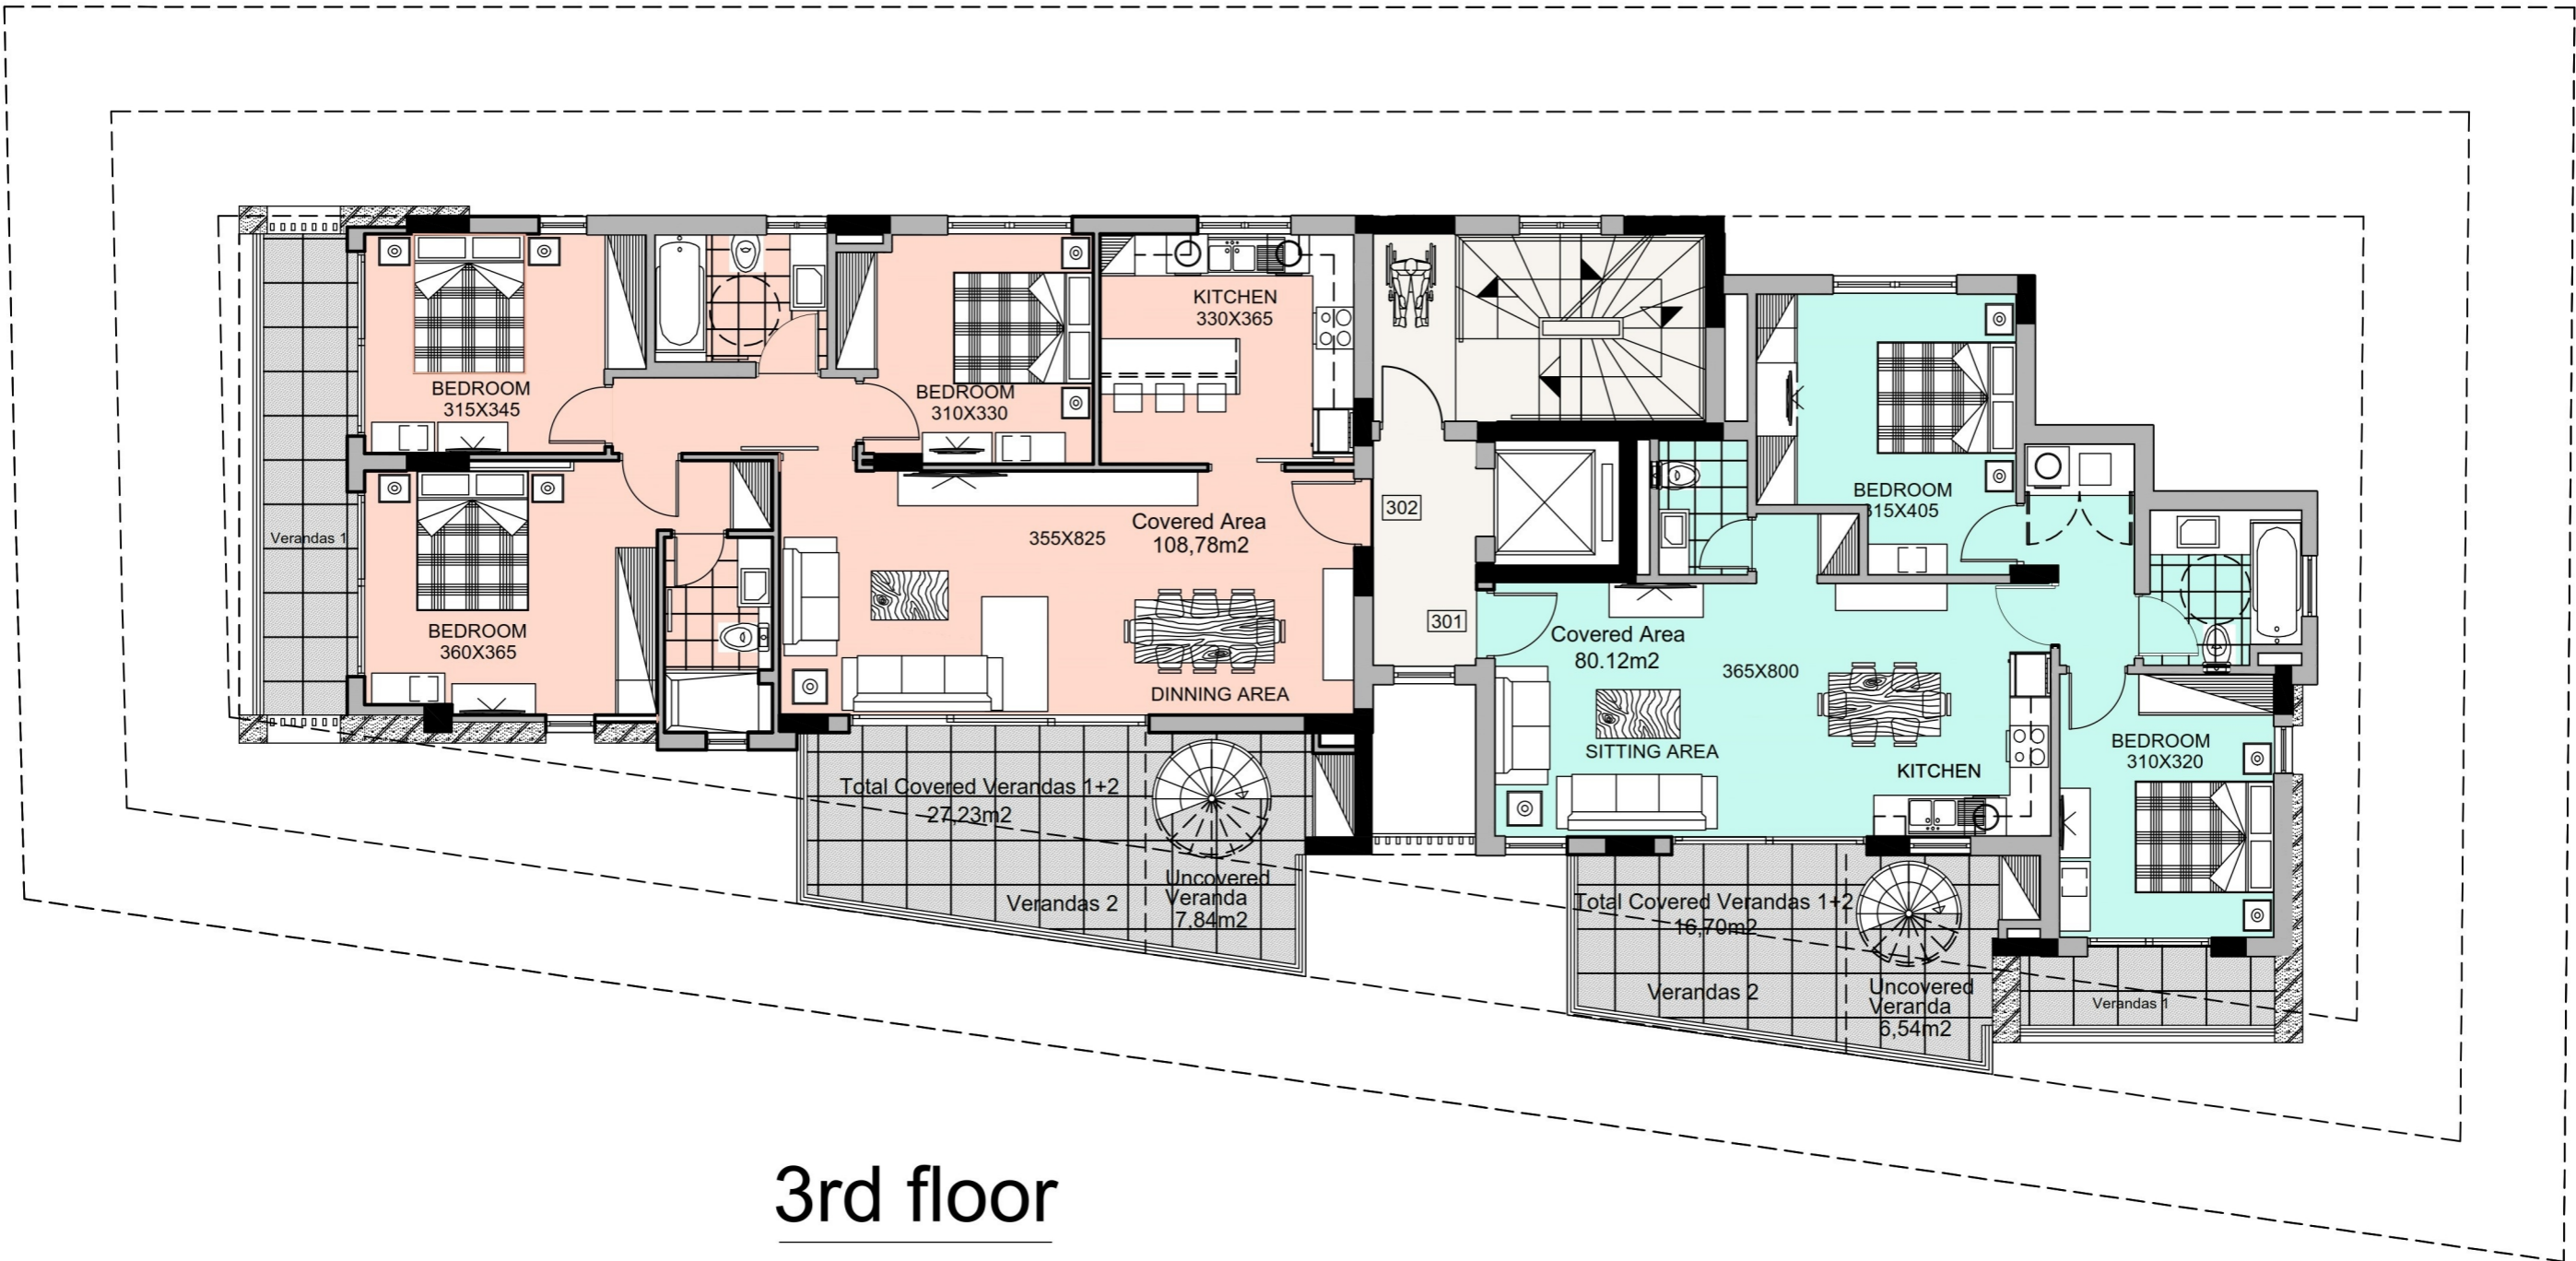 BEDROOM
315X345
BEDROOM
310X330
KITCHEN
330X365
BEDROOM
315X405
302
Verandas 1
355X825
Covered Area
108,78m2
BEDROOM
360X365
DINNING AREA
301
Covered Area
80.12m2
365X800
SITTING AREA
KITCHEN
BEDROOM
310X320
Total Covered Verandas 1+2
27,23m2
Verandas 2
Uncovered
Veranda
7,84m2
Total Covered Verandas 1+2
16,70m2
Verandas 2
Uncovered
Veranda
6,54m2
Verandas 1
3rd floor